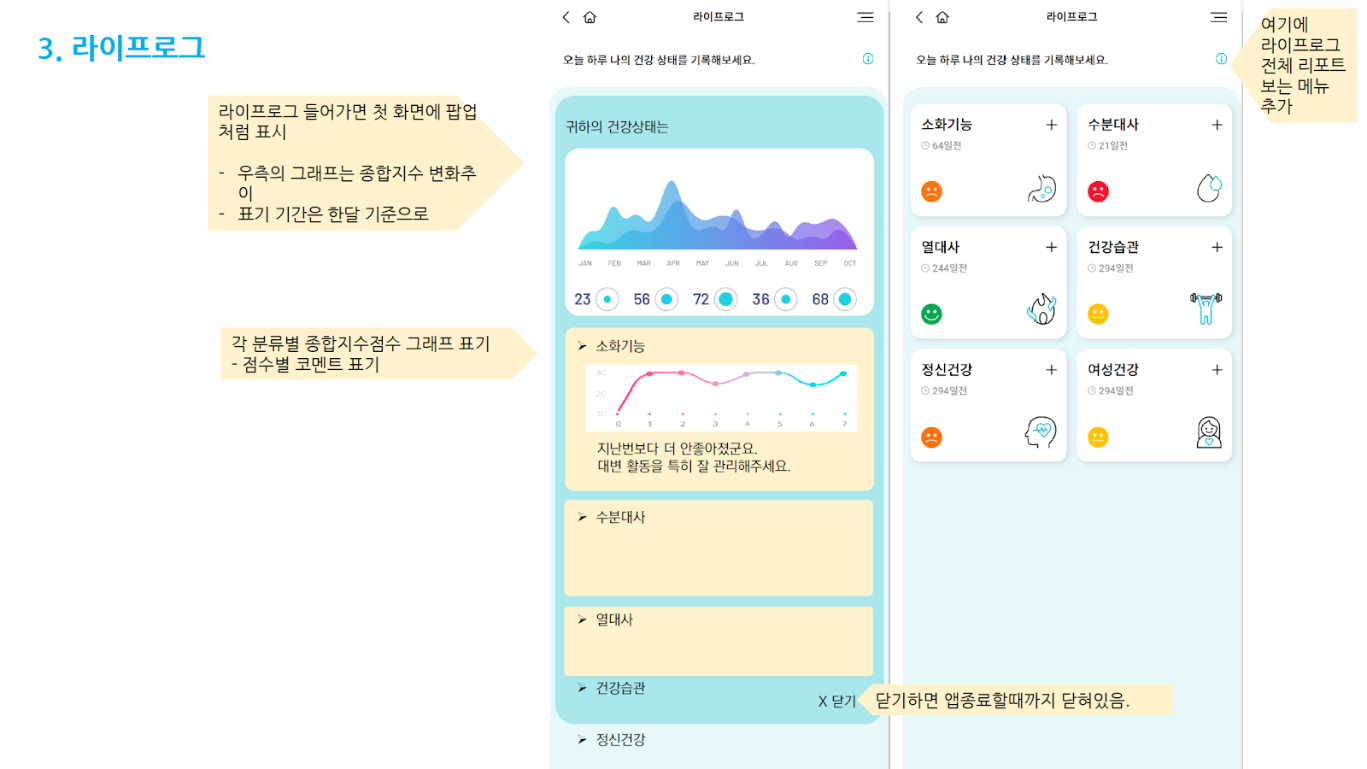 3. 라이프로그
라이프로그 들어가면 첫 화면에 팝업
처럼 표시
- 우측의 그래프는 종합지수 변화추
이
- 표기 기간은 한달 기준으로
각 분류별 종합지수점수 그래프 표기
- 점수별 코멘트 표기
라이프로그
오늘 하루 나의 건강 상태를 기록해보세요.
귀하의 건강상태는
JAN FEB MAR APR MAY JUN JUL AUG SEP OCT
23 56 72 36 68
➢ 소화기능
30
20
10
0 1 2 3 4 5 6 7
지난번보다 더 안좋아졌군요.
대변 활동을 특히 잘 관리해주세요.
➢ 수분대사
➢ 열대사
➢ 건강습관
X 닫기
➢ 정신건강
닫기하면 앱종료할때까지 닫혀있음.
라이프로그
오늘 하루 나의 건강 상태를 기록해보세요.
소화기능 +
64일전
수분대사 +
21일전
열대사 +
244일전
건강습관 +
294일전
정신건강 +
294일전
여성건강 +
294일전
여기에
라이프로그
전체 리포트
보는 메뉴
추가